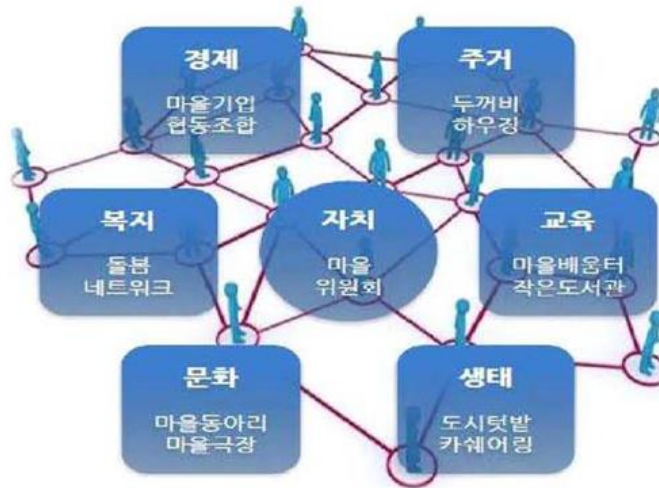 경제
마을기업
협동조합
주거
두꺼비
하우징
복지
돌봄
네트워크
자치
마을
위원회
교육
마을배움터
작은도서관
문화
마을동아리
마을극장
생태
도시텃밭
카쉐어링